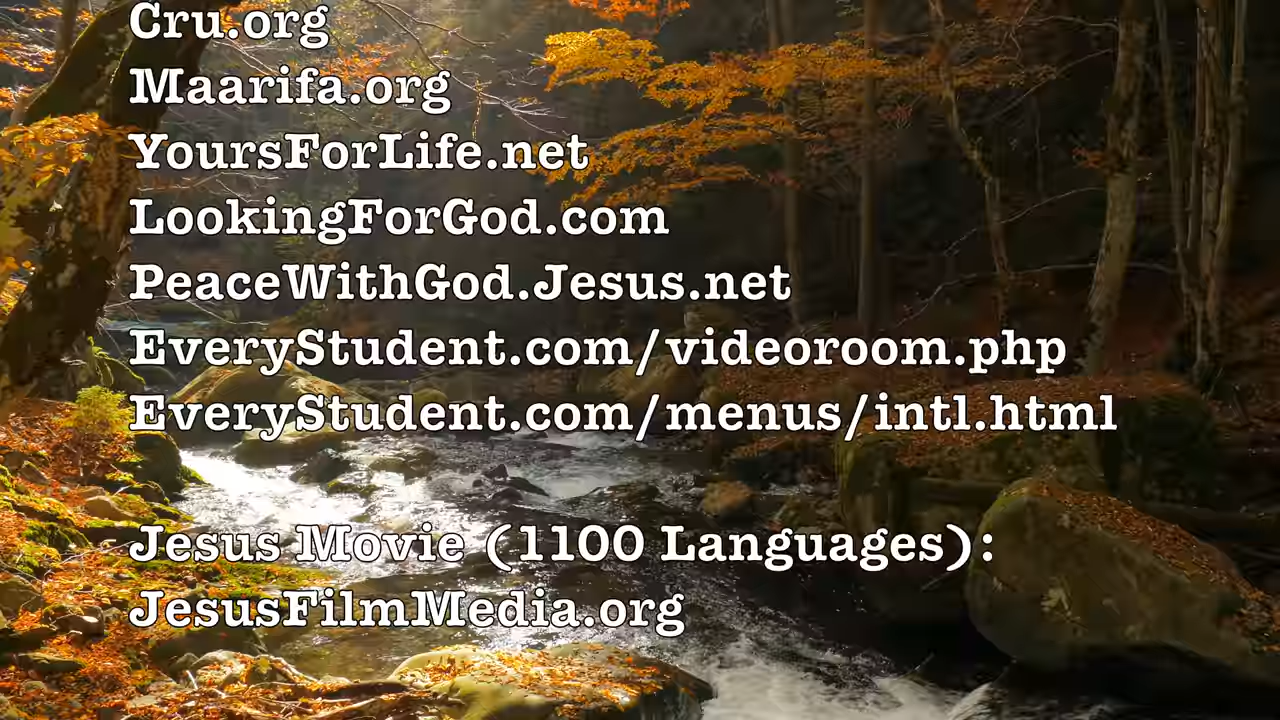 Cru.org
Maarifa.org
YoursForLife.net
LookingForGod.com
PeaceWithGod.Jesus.net
EveryStudent.com/videoroom.php
EveryStudent.com/menus/intl.html
Jesus Movie (1100 Languages):
JesusFilmMedia.org